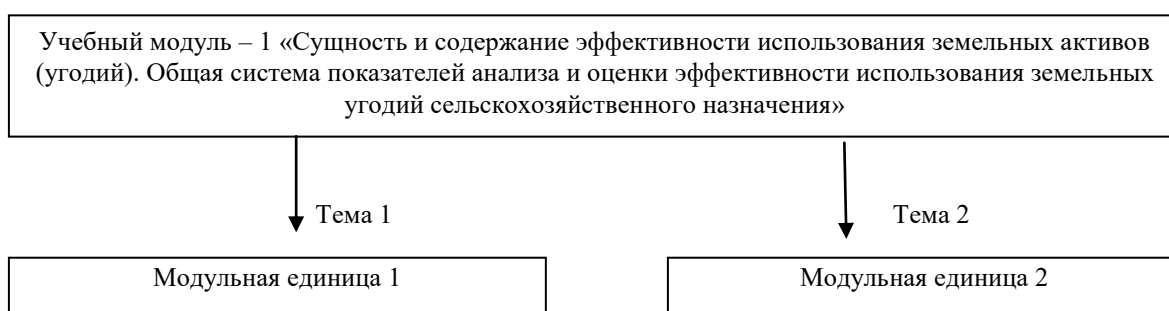 Учебный модуль – 1 «Сущность и содержание эффективности использования земельных активов
(угодий). Общая система показателей анализа и оценки эффективности использования земельных
угодий сельскохозяйственного назначения»
Тема 1
Тема 2
Модульная единица 1
Модульная единица 2